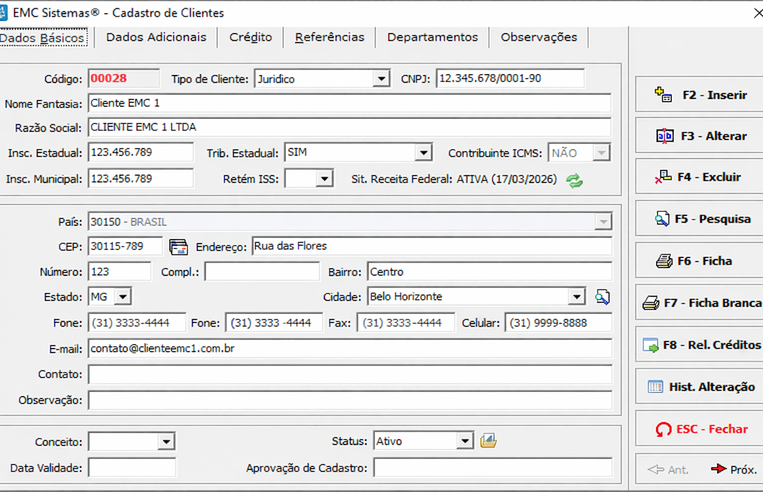 EMC Sistemas® - Cadastro de Clientes
Dados Básicos Dados Adicionais Crédito Referências Departamentos Observações
Código: 00028 Tipo de Cliente: Juridico CNPJ: 12.345.678/0001-90
Nome Fantasia: Cliente EMC 1
Razão Social: CLIENTE EMC 1 LTDA
Insc. Estadual: 123.456.789 Trib. Estadual: SIM Contribuinte ICMS: NÃO
Insc. Municipal: 123.456.789 Retém ISS: Sit. Receita Federal: ATIVA (17/03/2026)
País: 30150 - BRASIL
CEP: 30115-789 Endereço: Rua das Flores
Número: 123 Compl.: Bairro: Centro
Estado: MG Cidade: Belo Horizonte
Fone: (31) 3333-4444 Fone: (31) 3333 -4444 Fax: (31) 3333-4444 Celular: (31) 9999-8888
E-mail: contato@clienteemc1.com.br
Contato:
Observação:
Conceito: Status: Ativo
Data Validade: Aprovação de Cadastro:
F2 - Inserir
F3 - Alterar
F4 - Excluir
F5 - Pesquisa
F6 - Ficha
F7 - Ficha Branca
F8 - Rel. Créditos
Hist. Alteração
ESC - Fechar
Ant. Próx.